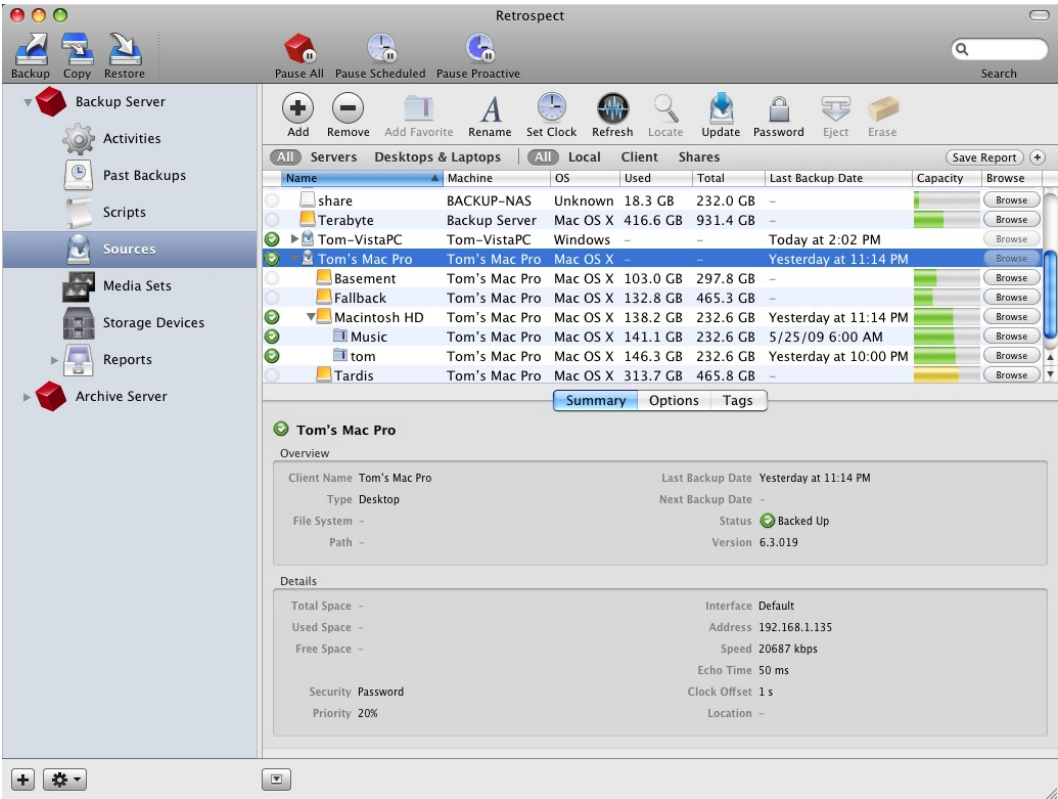 Retrospect
Backup Copy Restore Pause All Pause Scheduled Pause Proactive Search
Backup Server
Activities
Past Backups
Scripts
Sources
Media Sets
Storage Devices
Reports
Archive Server
Add Remove Add Favorite Rename Set Clock Refresh Locate Update Password Eject Erase
All Servers Desktops & Laptops All Local Client Shares Save Report
Name Machine OS Used Total Last Backup Date Capacity Browse
share BACKUP-NAS Unknown 18.3 GB 232.0 GB – Browse
Terabyte Backup Server Mac OS X 416.6 GB 931.4 GB – Browse
Tom-VistaPC Tom-VistaPC Windows – – Today at 2:02 PM Browse
Tom's Mac Pro Tom's Mac Pro Mac OS X – – Yesterday at 11:14 PM Browse
Basement Tom's Mac Pro Mac OS X 103.0 GB 297.8 GB – Browse
Fallback Tom's Mac Pro Mac OS X 132.8 GB 465.3 GB – Browse
Macintosh HD Tom's Mac Pro Mac OS X 138.2 GB 232.6 GB Yesterday at 11:14 PM Browse
Music Tom's Mac Pro Mac OS X 141.1 GB 232.6 GB 5/25/09 6:00 AM Browse
tom Tom's Mac Pro Mac OS X 146.3 GB 232.6 GB Yesterday at 10:00 PM Browse
Tardis Tom's Mac Pro Mac OS X 313.7 GB 465.8 GB – Browse
Summary Options Tags
Tom's Mac Pro
Overview
Client Name Tom's Mac Pro Last Backup Date Yesterday at 11:14 PM
Type Desktop Next Backup Date –
File System – Status Backed Up
Path – Version 6.3.019
Details
Total Space – Interface Default
Used Space – Address 192.168.1.135
Free Space – Speed 20687 kbps
Echo Time 50 ms
Security Password Clock Offset 1 s
Priority 20% Location –